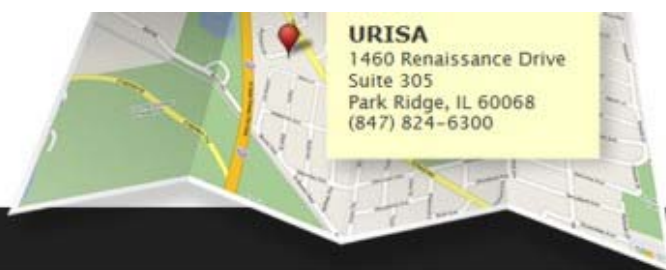 URISA
1460 Renaissance Drive
Suite 305
Park Ridge, IL 60068
(847) 824-6300